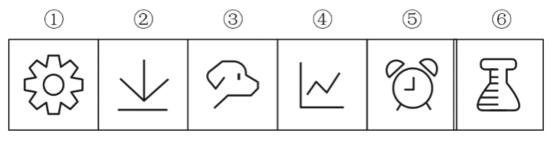 ① ② ③ ④ ⑤ ⑥